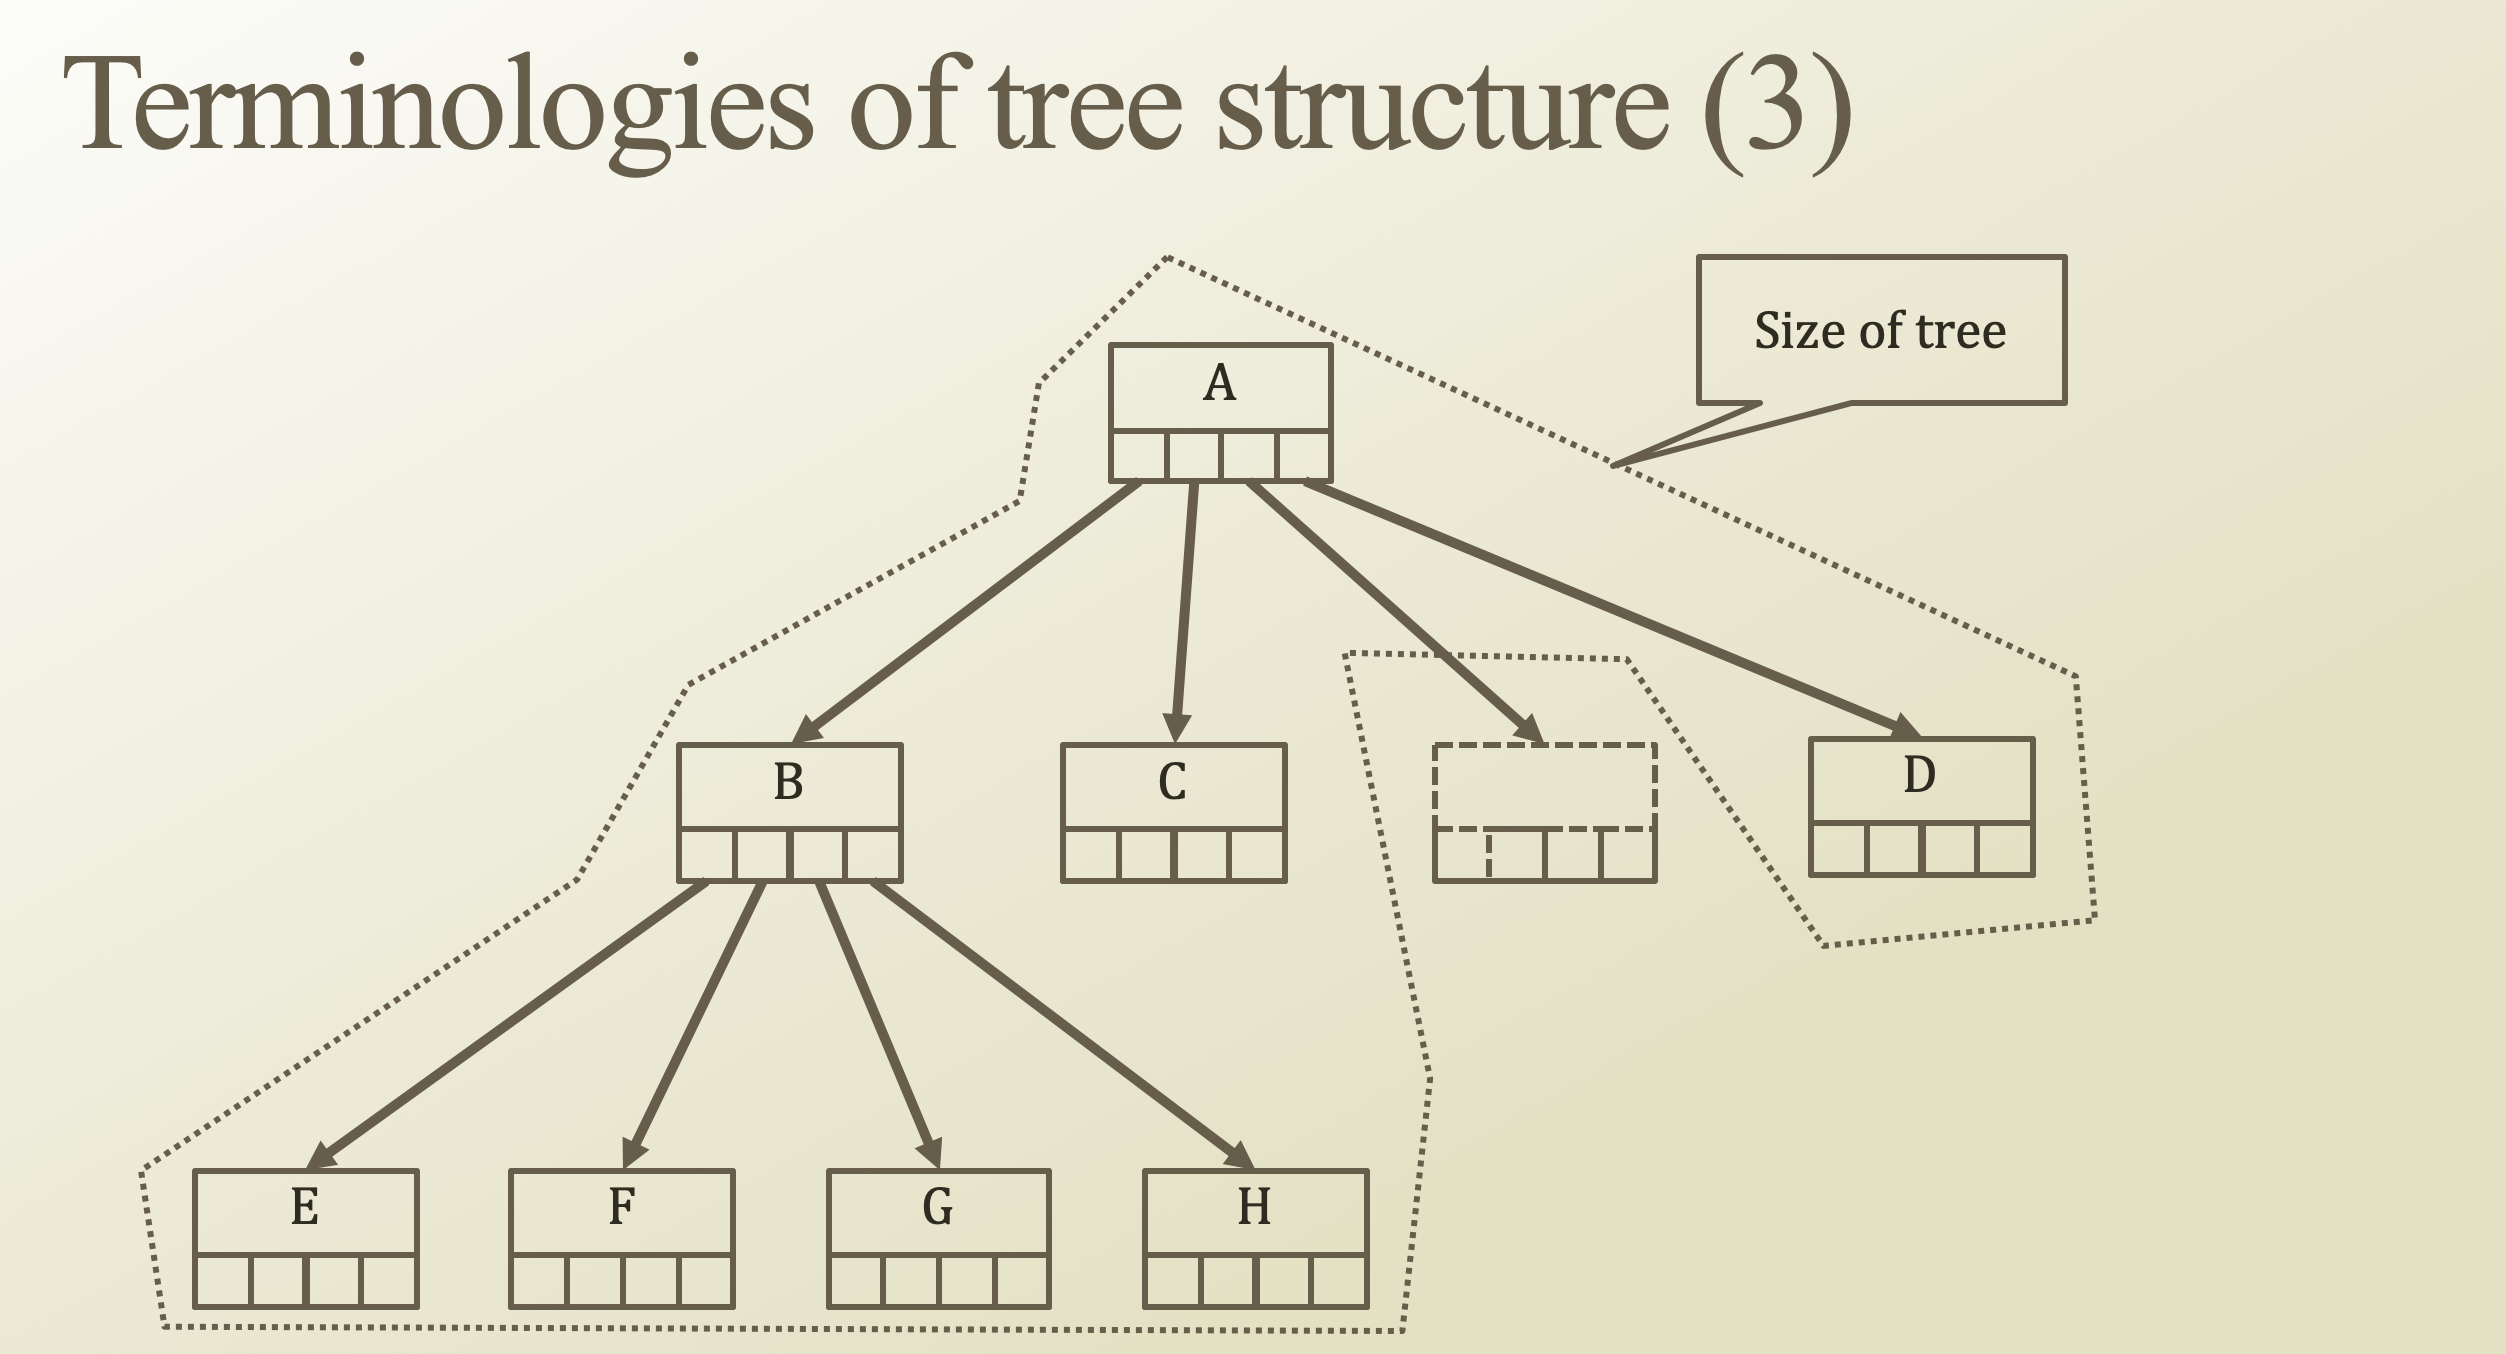 Terminologies of tree structure (3)
Size of tree
A
B
C
D
E
F
G
H